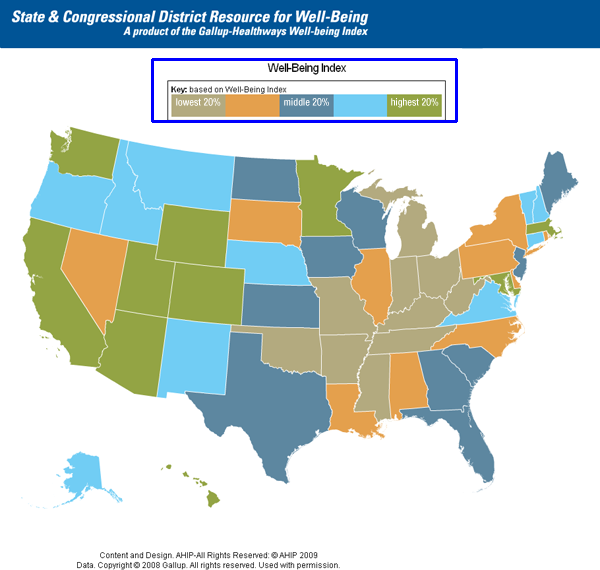 State & Congressional District Resource for Well-Being
A product of the Gallup-Healthways Well-being Index
Well-Being Index
Key: based on Well-Being Index
lowest 20% middle 20% highest 20%
Content and Design. AHIP-All Rights Reserved: © AHIP 2009
Data. Copyright © 2008 Gallup. All rights reserved. Used with permission.